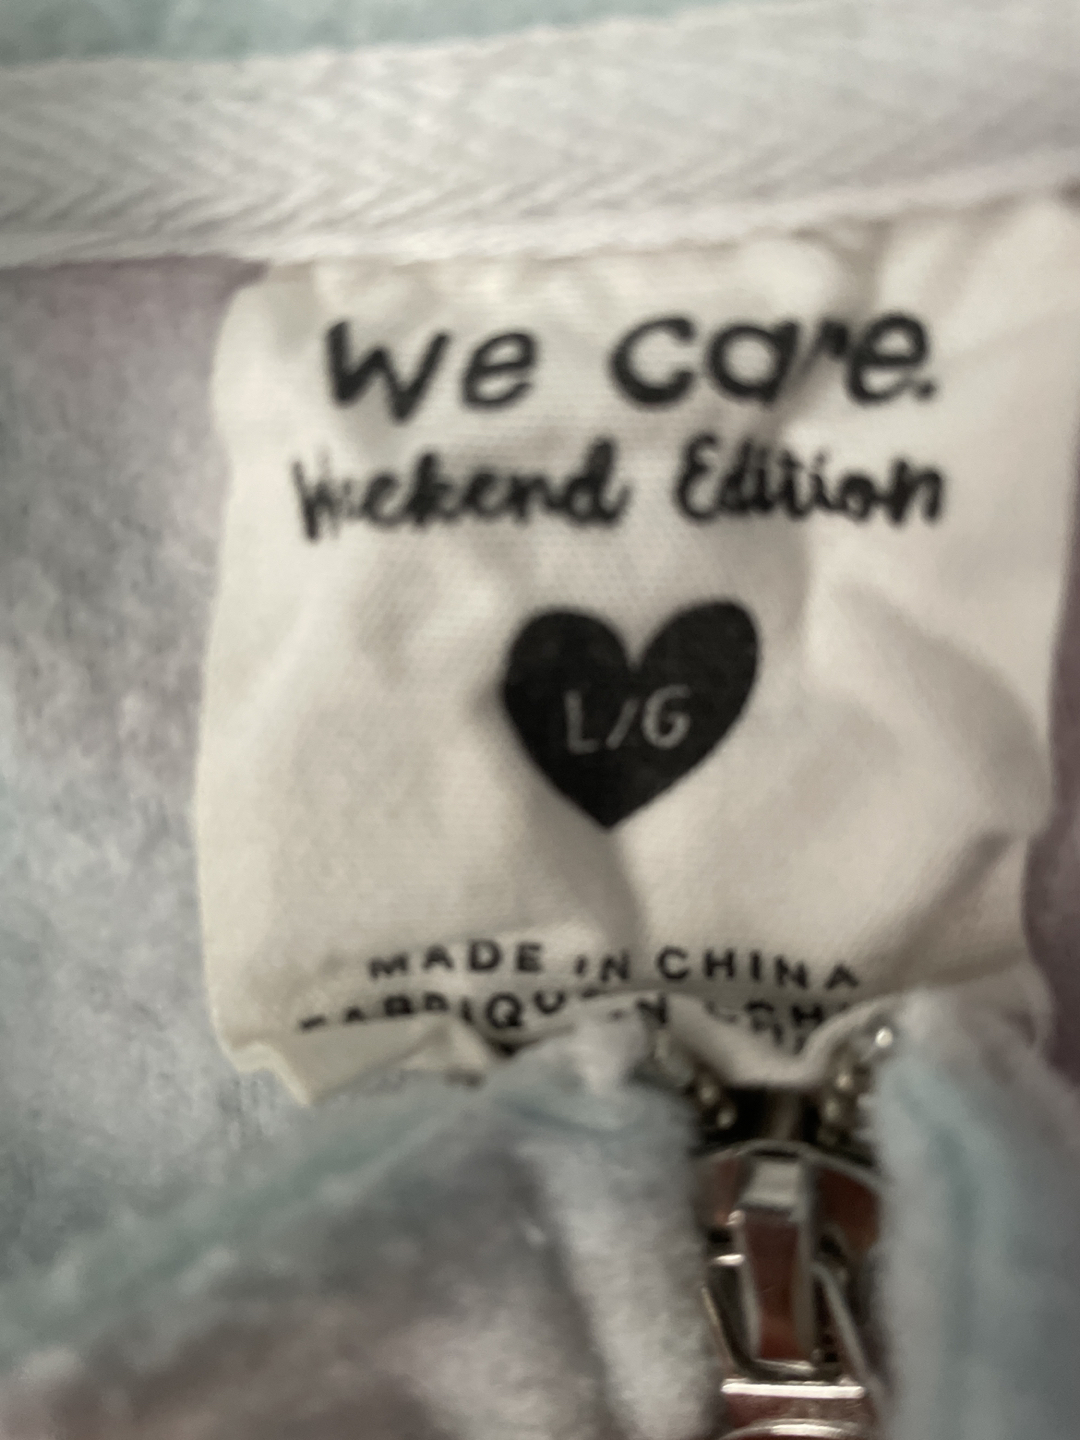 We care.
Weekend Edition
L/G
MADE IN CHINA